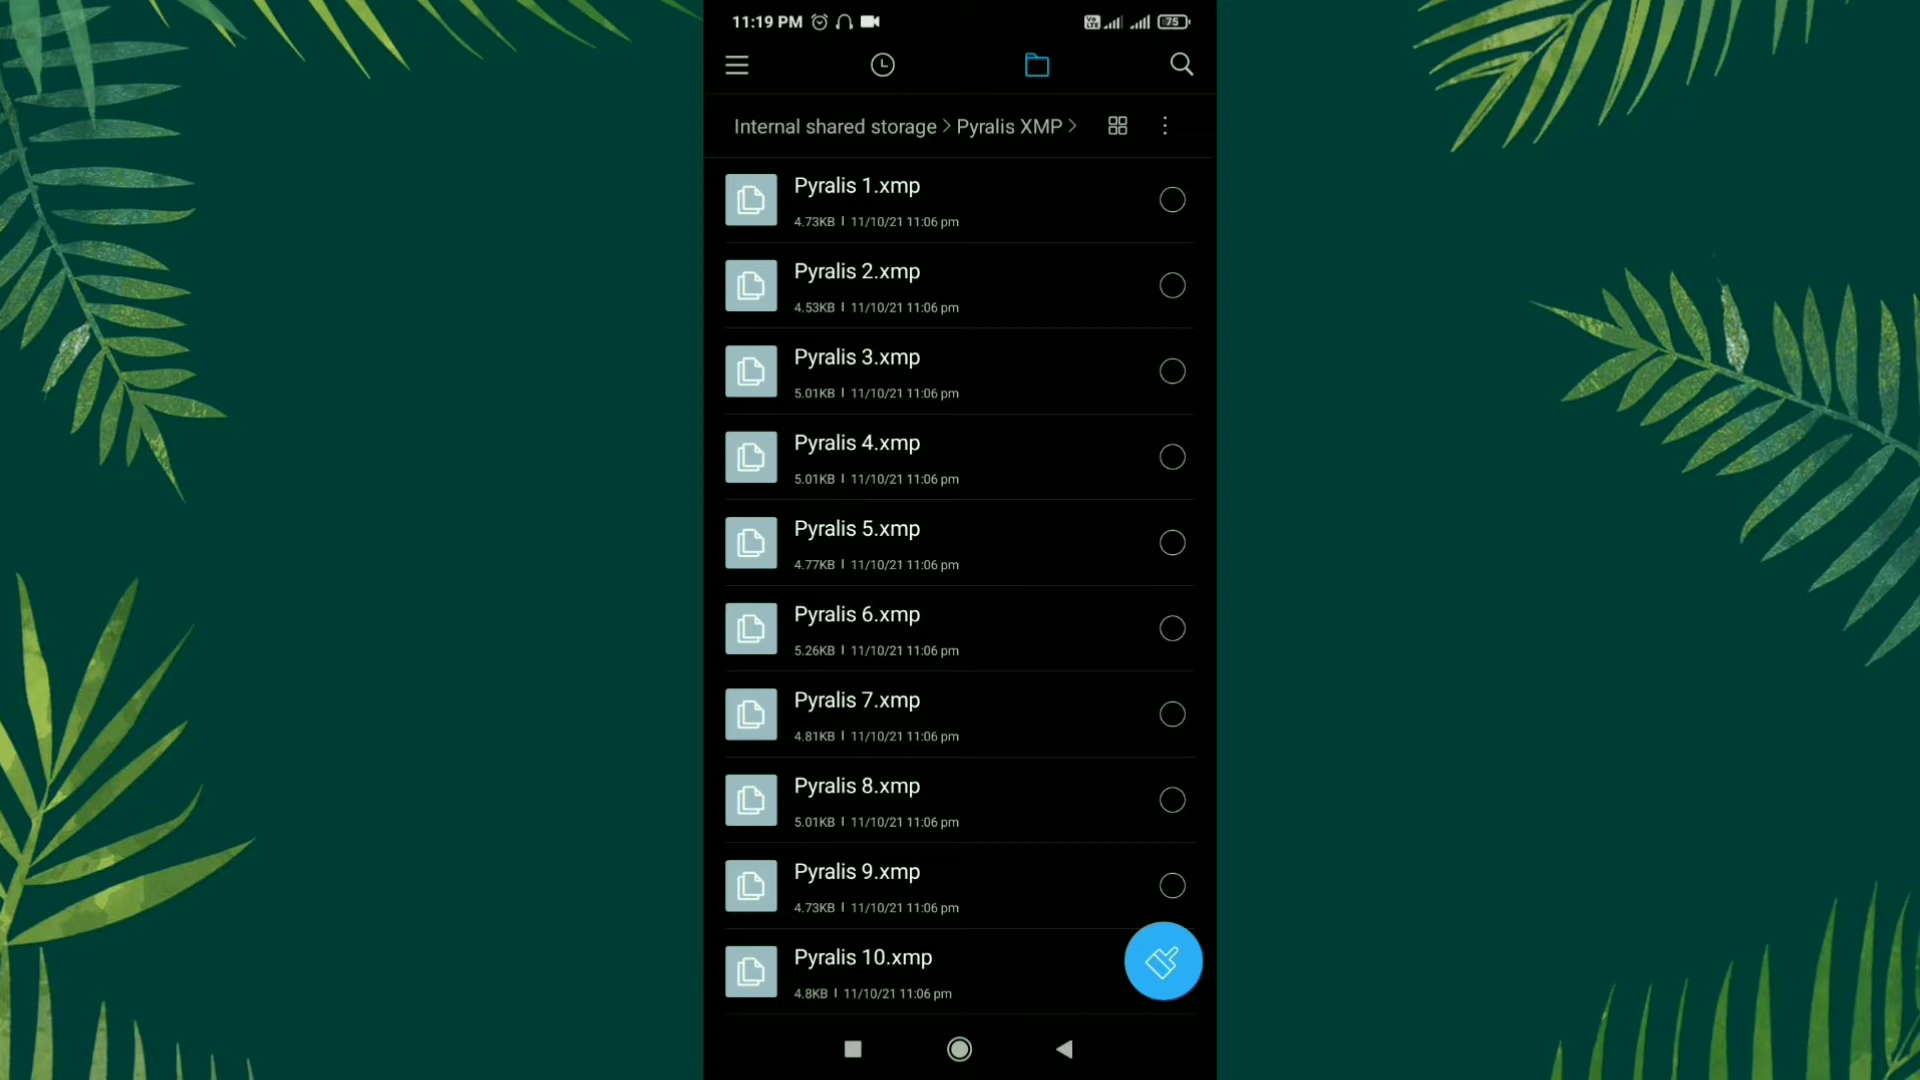 11:19 PM Vo LTE 75
Internal shared storage > Pyralis XMP >
Pyralis 1.xmp
4.73KB | 11/10/21 11:06 pm
Pyralis 2.xmp
4.53KB | 11/10/21 11:06 pm
Pyralis 3.xmp
5.01KB | 11/10/21 11:06 pm
Pyralis 4.xmp
5.01KB | 11/10/21 11:06 pm
Pyralis 5.xmp
4.77KB | 11/10/21 11:06 pm
Pyralis 6.xmp
5.26KB | 11/10/21 11:06 pm
Pyralis 7.xmp
4.81KB | 11/10/21 11:06 pm
Pyralis 8.xmp
5.01KB | 11/10/21 11:06 pm
Pyralis 9.xmp
4.73KB | 11/10/21 11:06 pm
Pyralis 10.xmp
4.8KB | 11/10/21 11:06 pm